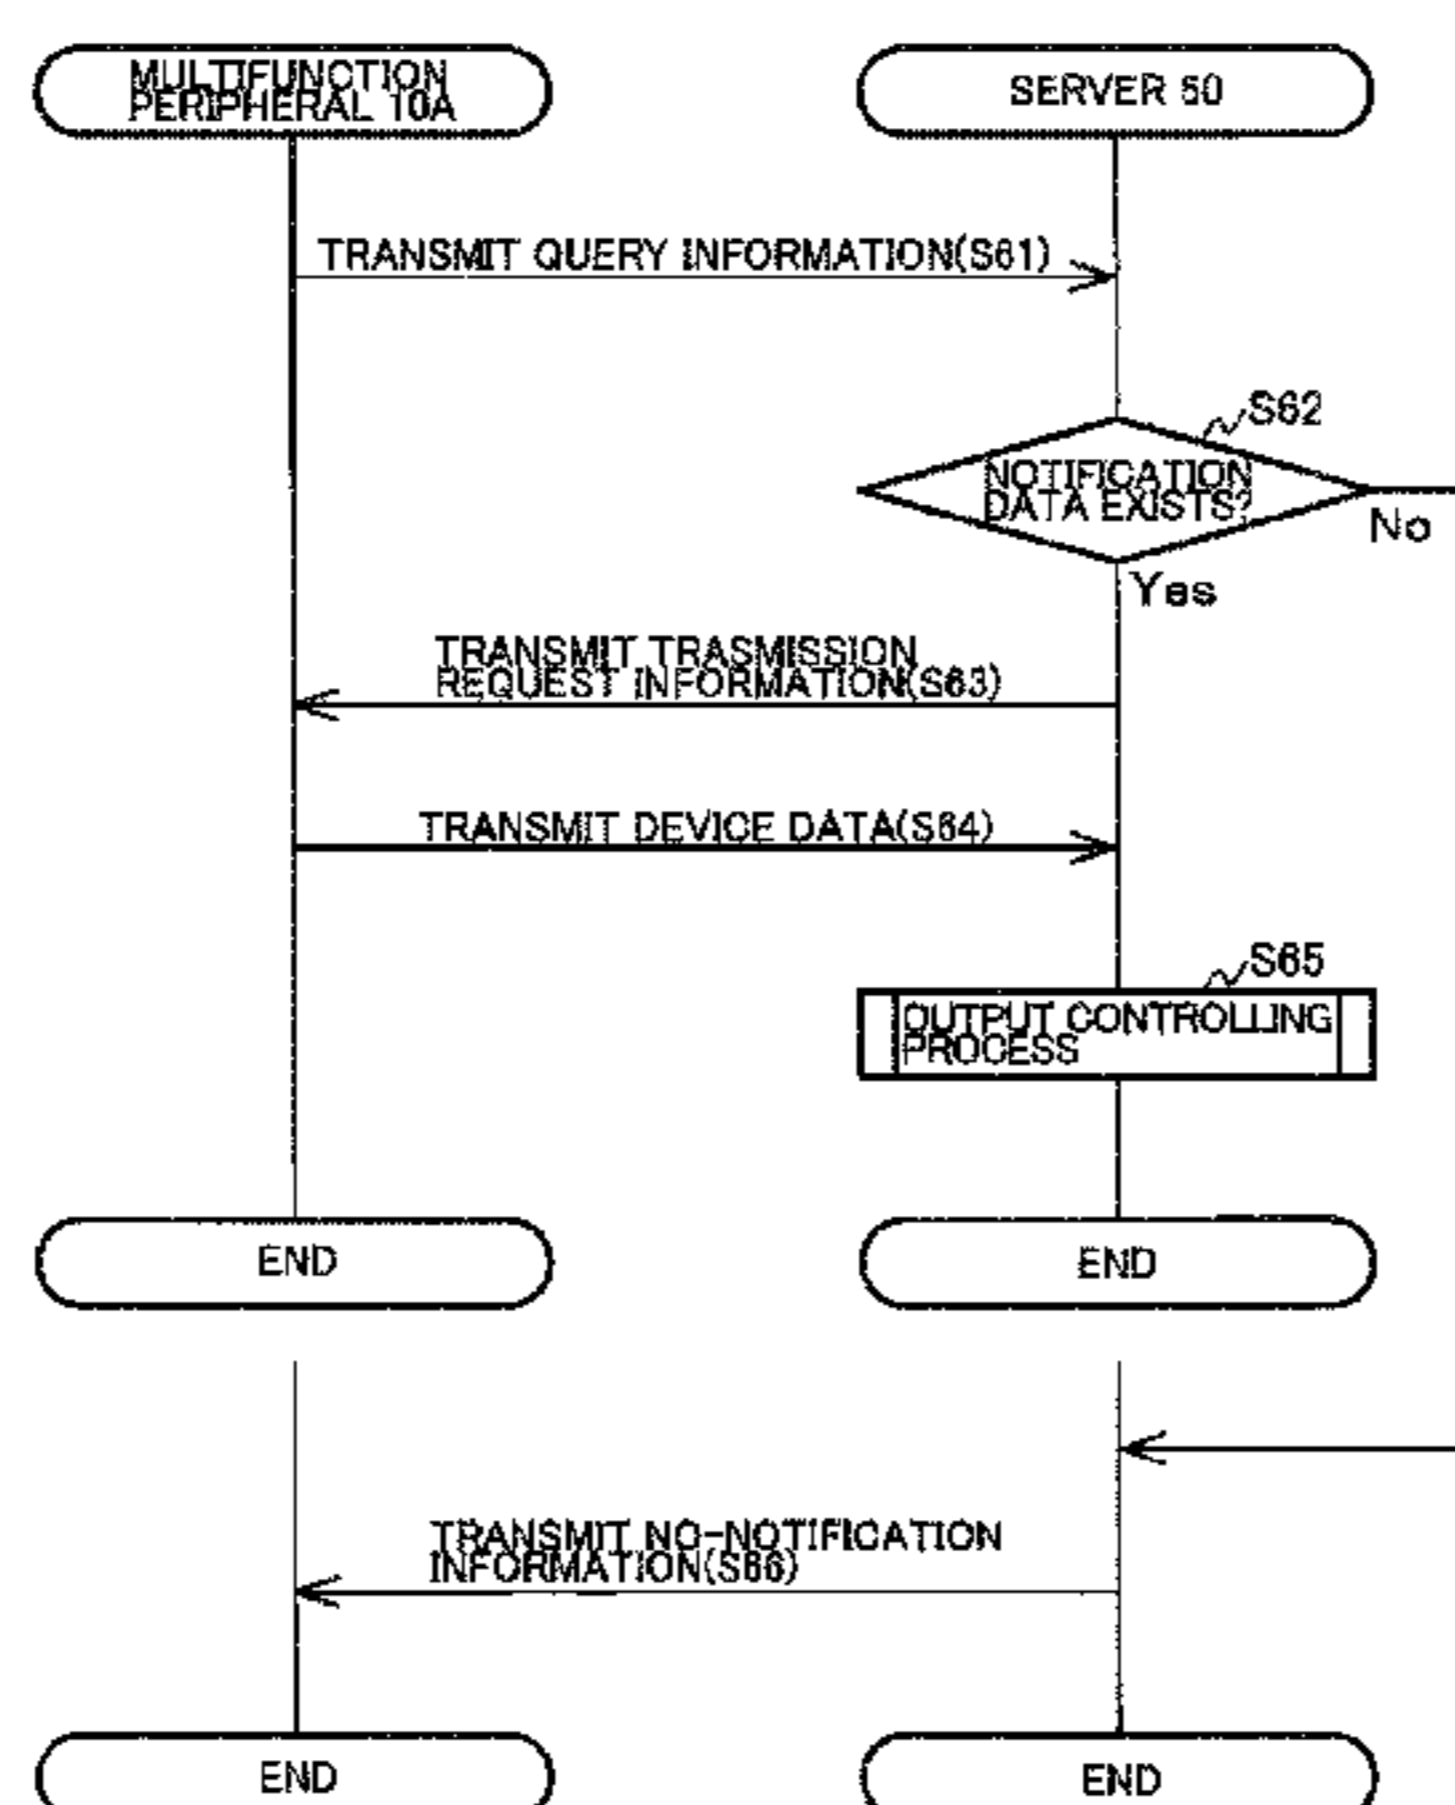 MULTIFUNCTION
PERIPHERAL 10A
SERVER 50
TRANSMIT QUERY INFORMATION(S61)
S62
NOTIFICATION
DATA EXISTS?
No
Yes
TRANSMIT TRASMISSION
REQUEST INFORMATION(S63)
TRANSMIT DEVICE DATA(S64)
S65
OUTPUT CONTROLLING
PROCESS
END
END
TRANSMIT NO-NOTIFICATION
INFORMATION(S66)
END
END